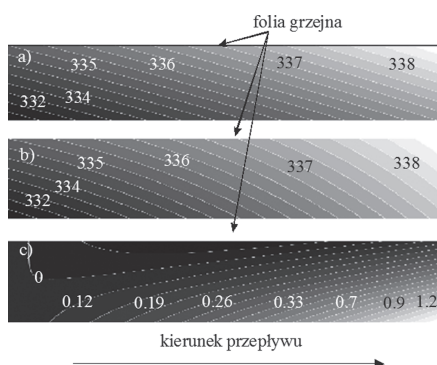 folia grzejna
a)
335 336 337 338
332 334
b)
335 336 337 338
334
332
c)
0
0.12 0.19 0.26 0.33 0.7 0.9 1.2
kierunek przepływu